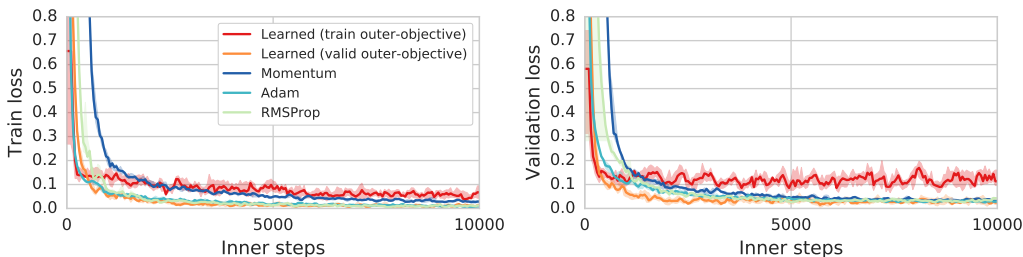 Train loss
0.8
0.7
0.6
0.5
0.4
0.3
0.2
0.1
0.0
Learned (train outer-objective)
Learned (valid outer-objective)
Momentum
Adam
RMSProp
0 5000 10000
Inner steps
Validation loss
0.8
0.7
0.6
0.5
0.4
0.3
0.2
0.1
0.0
0 5000 10000
Inner steps